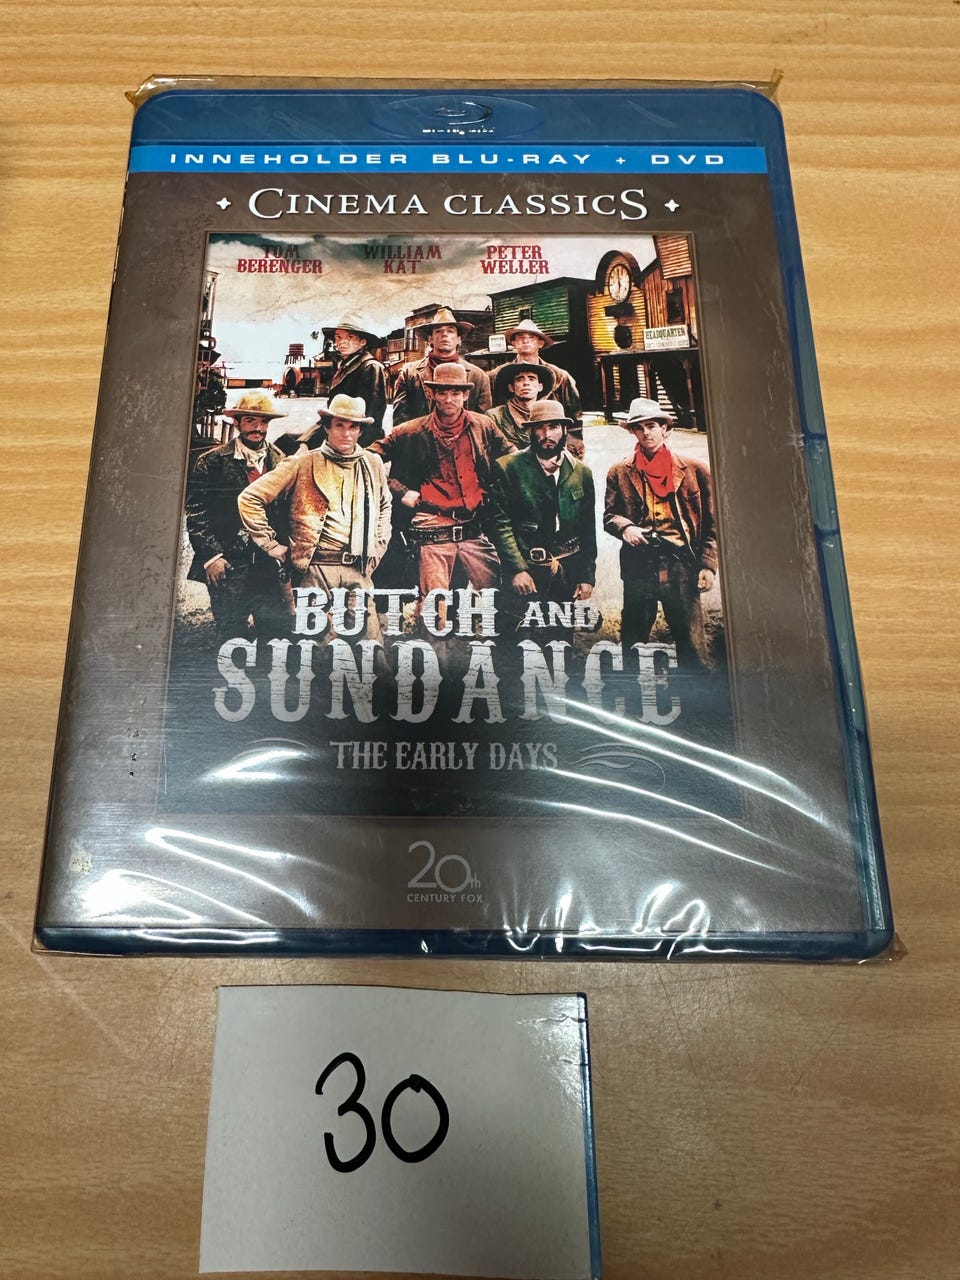 INNEHOLDER BLU-RAY + DVD
CINEMA CLASSICS
TOM BERENGER
WILLIAM KAT
PETER WELLER
HEADQUARTER
BUTCH AND
SUNDANCE
THE EARLY DAYS
20th
CENTURY FOX
30